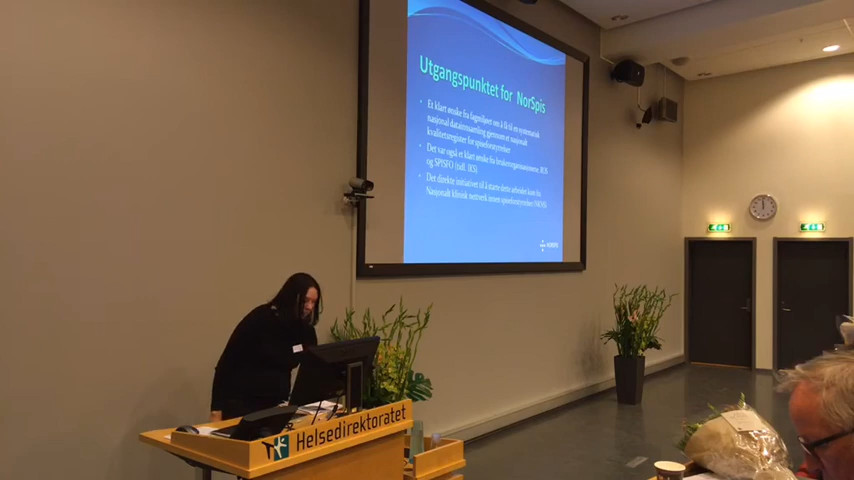 Utgangspunktet for NorSpis
Et klart ønske fra fagmiljøet om å få til en systematisk
nasjonal datainnsamling gjennom et nasjonalt
kvalitetsregister for spiseforstyrrelser
Det var også et klart ønske fra brukerorganisasjonene, ROS
og SPISFO (tidl. IKS)
Det direkte initiativet til å starte dette arbeidet kom fra
Nasjonalt klinisk nettverk innen spiseforstyrrelser
NORSPIS
Helsedirektoratet